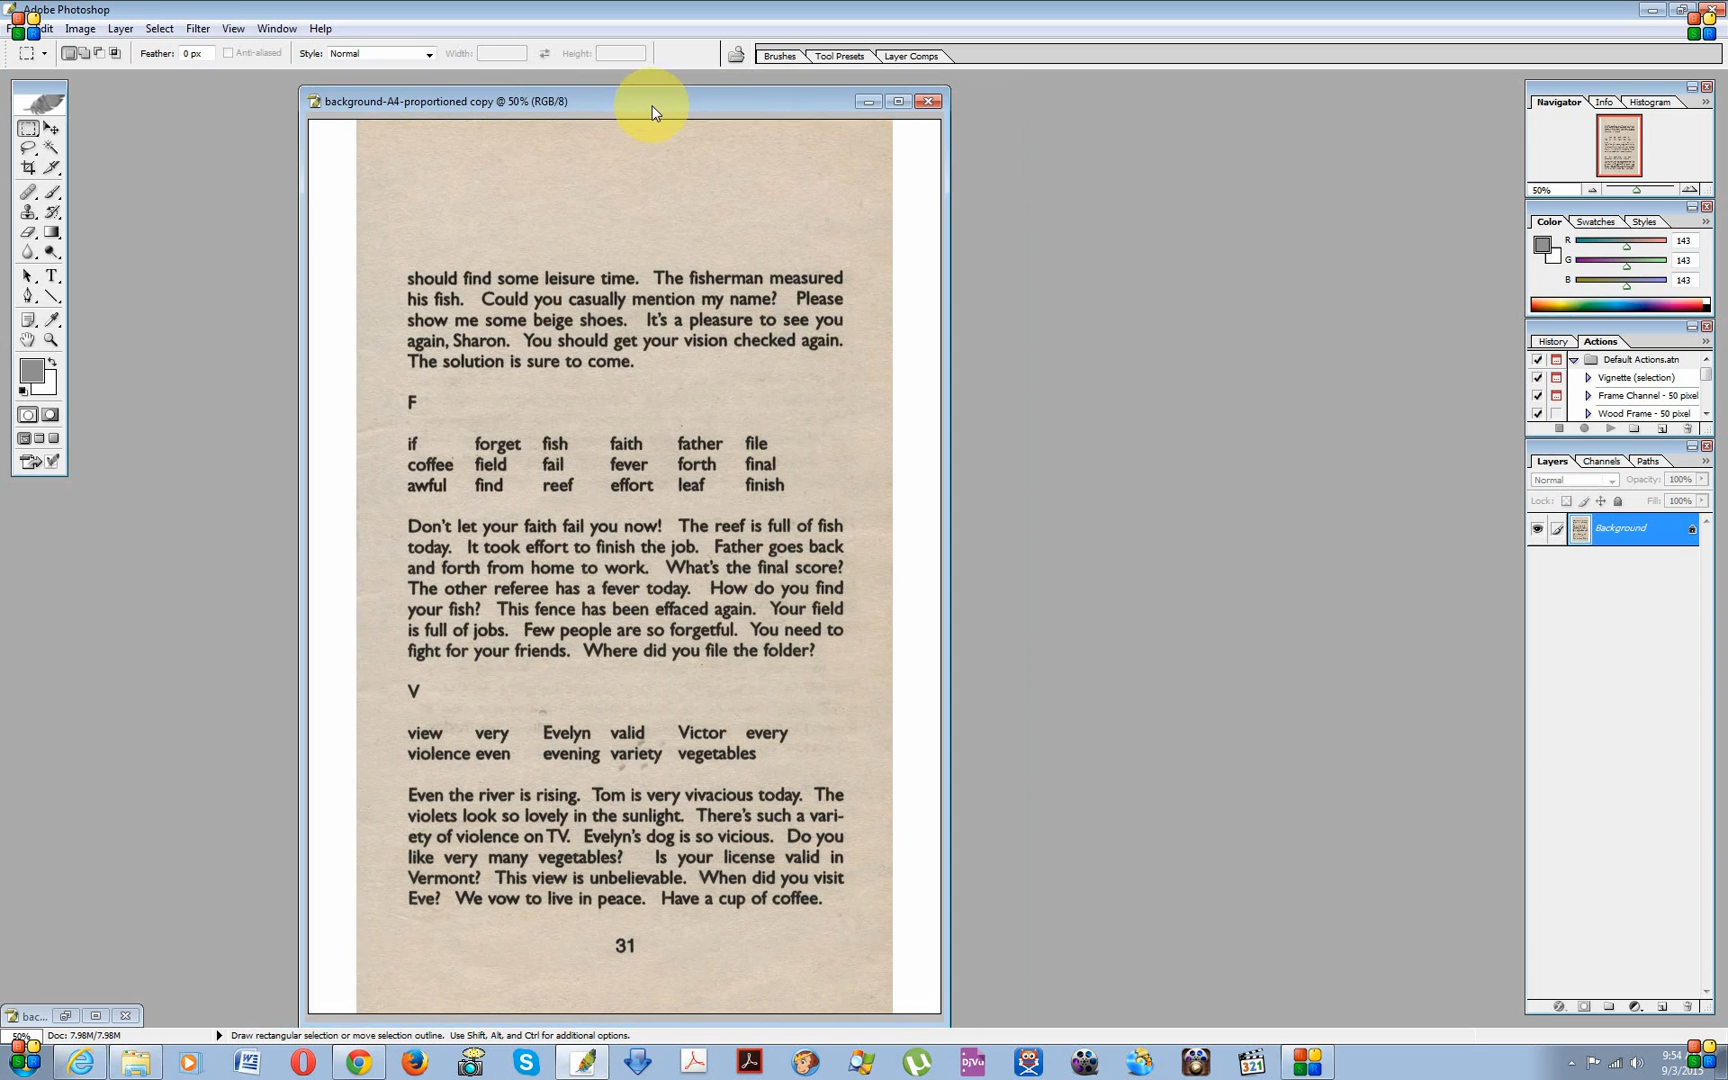 Adobe Photoshop
Edit Image Layer Select Filter View Window Help
Feather: 0 px Anti-aliased Style: Normal Width: Height: Brushes Tool Presets Layer Comps
background-A4-proportioned copy @ 50% (RGB/8)
should find some leisure time. The fisherman measured
his fish. Could you casually mention my name? Please
show me some beige shoes. It's a pleasure to see you
again, Sharon. You should get your vision checked again.
The solution is sure to come.
F
if forget fish faith father file
coffee field fail fever forth final
awful find reef effort leaf finish
Don't let your faith fail you now! The reef is full of fish
today. It took effort to finish the job. Father goes back
and forth from home to work. What's the final score?
The other referee has a fever today. How do you find
your fish? This fence has been effaced again. Your field
is full of jobs. Few people are so forgetful. You need to
fight for your friends. Where did you file the folder?
V
view very Evelyn valid Victor every
violence even evening variety vegetables
Even the river is rising. Tom is very vivacious today. The
violets look so lovely in the sunlight. There's such a vari-
ety of violence on TV. Evelyn's dog is so vicious. Do you
like very many vegetables? Is your license valid in
Vermont? This view is unbelievable. When did you visit
Eve? We vow to live in peace. Have a cup of coffee.
31
Navigator Info Histogram
50%
Color Swatches Styles
R 143
G 143
B 143
History Actions
Default Actions.atn
Vignette (selection)
Frame Channel - 50 pixel
Wood Frame - 50 pixel
Layers Channels Paths
Normal Opacity: 100%
Lock: Fill: 100%
Background
bac...
50% Doc: 7.98M/7.98M Draw rectangular selection or move selection outline. Use Shift, Alt, and Ctrl for additional options.
9:54
9/3/2015